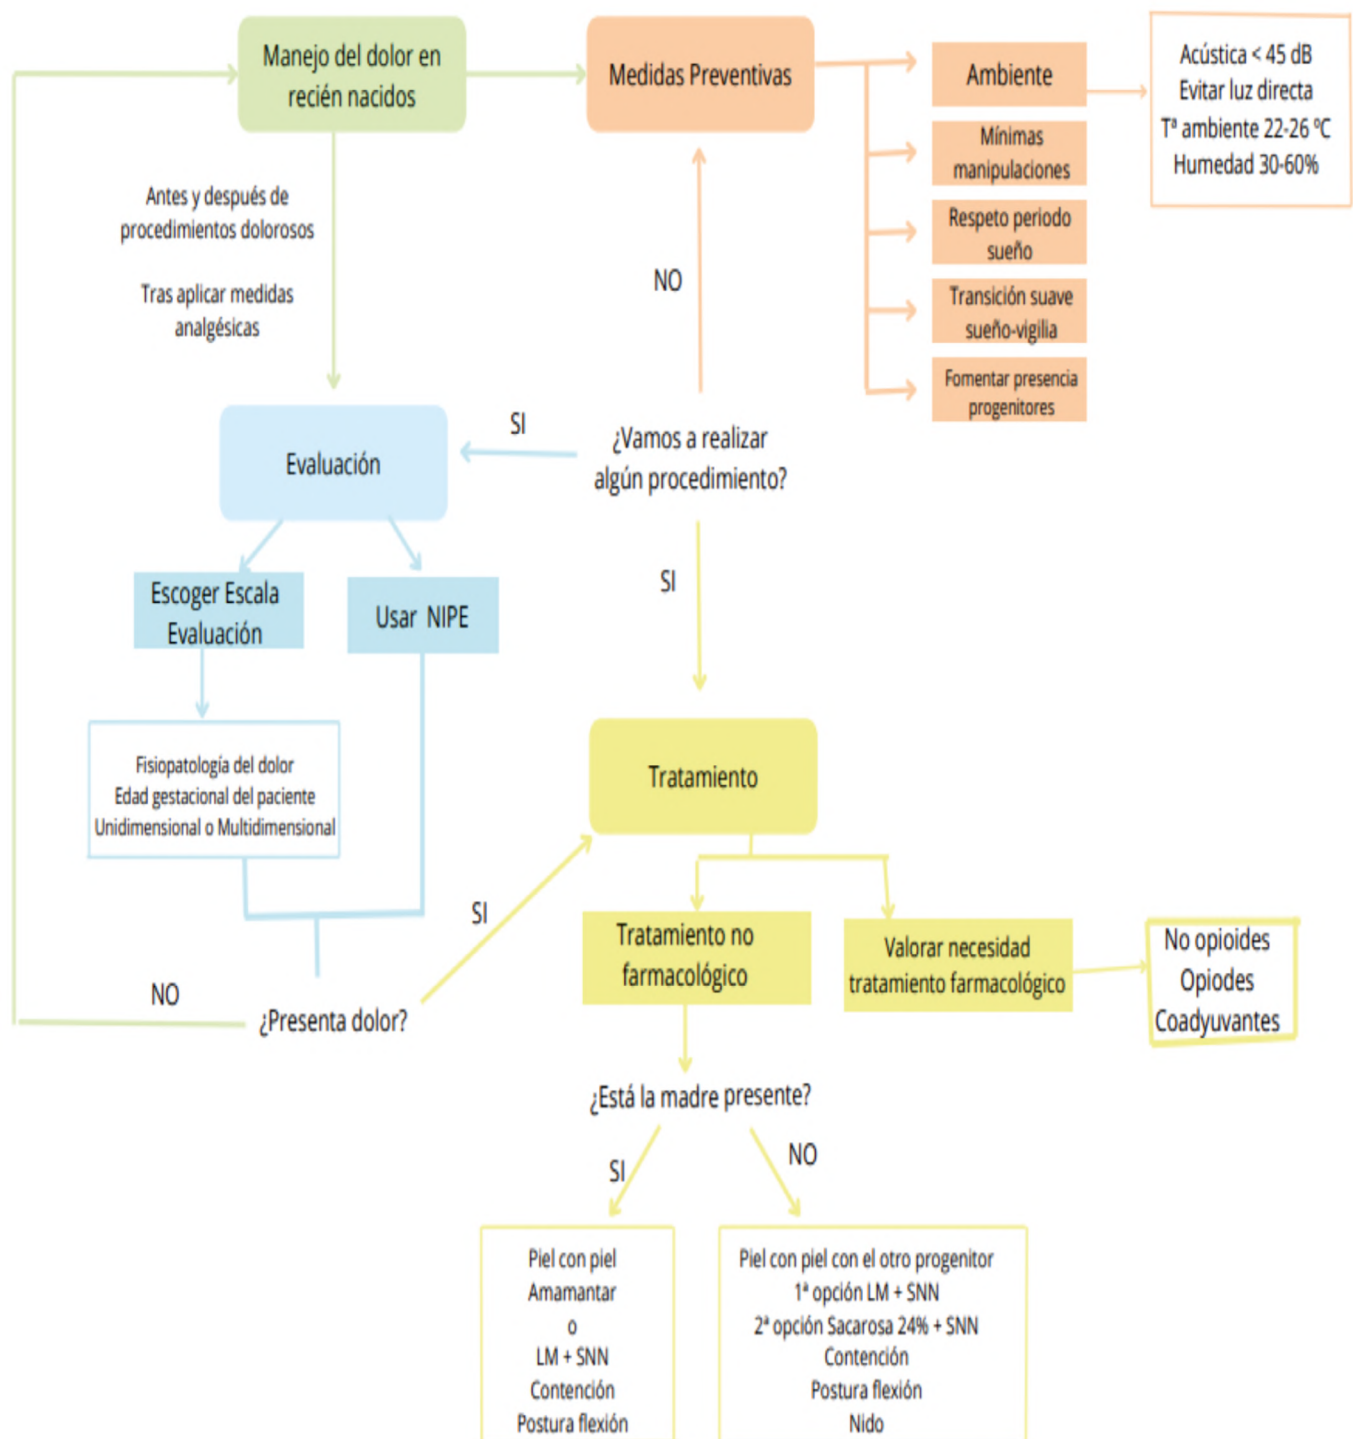 Manejo del dolor en
recién nacidos
Medidas Preventivas
Ambiente
Acústica < 45 dB
Evitar luz directa
Tª ambiente 22-26 ºC
Humedad 30-60%
Mínimas
manipulaciones
Respeto periodo
sueño
Transición suave
sueño-vigilia
Fomentar presencia
progenitores
Antes y después de
procedimientos dolorosos
Tras aplicar medidas
analgésicas
NO
SI
¿Vamos a realizar
algún procedimiento?
Evaluación
SI
Escoger Escala
Evaluación
Usar NIPE
Fisiopatología del dolor
Edad gestacional del paciente
Unidimensional o Multidimensional
Tratamiento
SI
NO
¿Presenta dolor?
Tratamiento no
farmacológico
Valorar necesidad
tratamiento farmacológico
No opioides
Opiodes
Coadyuvantes
¿Está la madre presente?
SI
NO
Piel con piel
Amamantar
o
LM + SNN
Contención
Postura flexión
Piel con piel con el otro progenitor
1ª opción LM + SNN
2ª opción Sacarosa 24% + SNN
Contención
Postura flexión
Nido